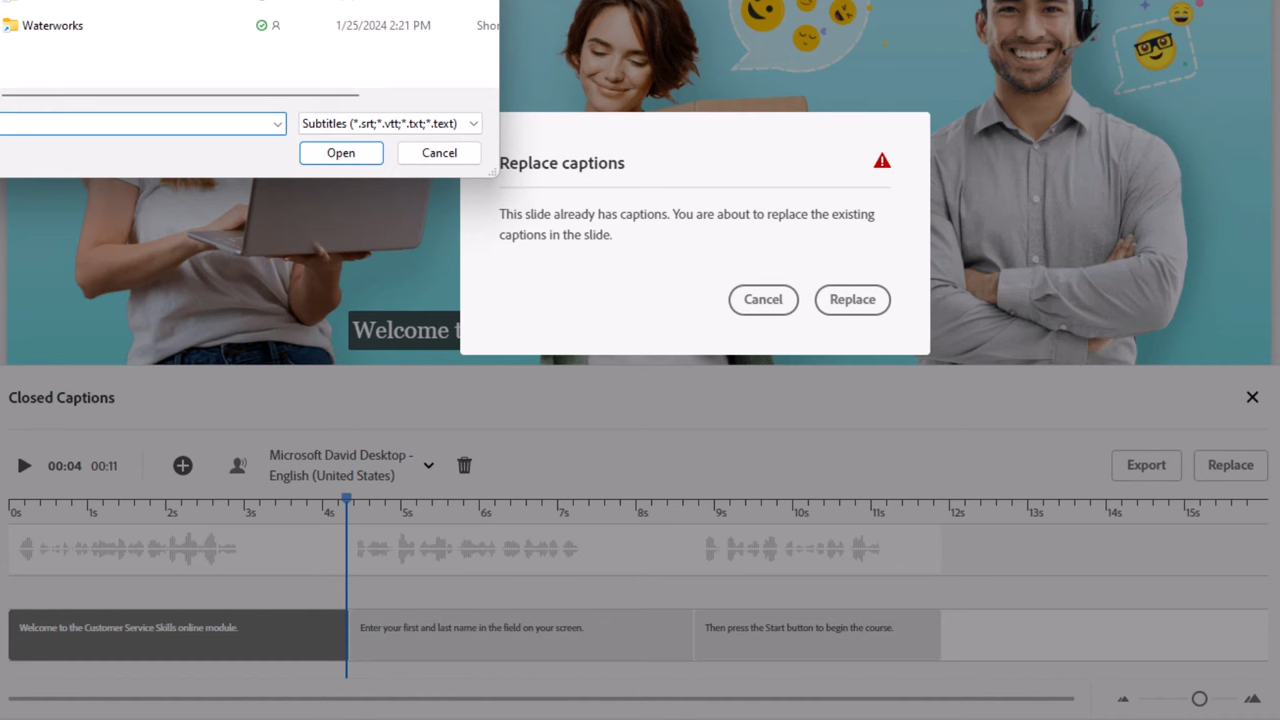 Waterworks
1/25/2024 2:21 PM
Subtitles (*.srt;*.vtt;*.txt;*.text)
Open
Cancel
Replace captions
This slide already has captions. You are about to replace the existing
captions in the slide.
Cancel
Replace
Welcome
Closed Captions
00:04 00:11
Microsoft David Desktop -
English (United States)
Export
Replace
0s 1s 2s 3s 4s 5s 6s 7s 8s 9s 10s 11s 12s 13s 14s 15s
Welcome to the Customer Service Skills online module.
Enter your first and last name in the field on your screen.
Then press the Start button to begin the course.